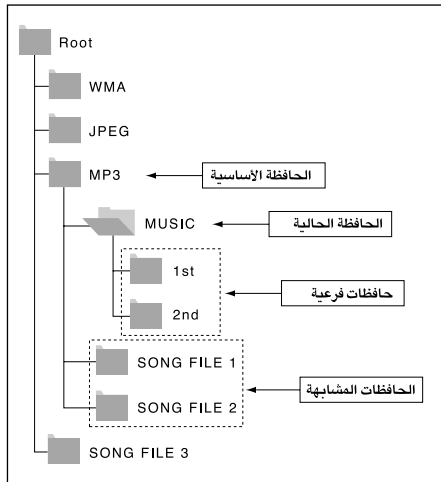 Root
WMA
JPEG
MP3
الحافظة الأساسية
MUSIC
الحافظة الحالية
1st
حافظات فرعية
2nd
SONG FILE 1
الحافظات المشابهة
SONG FILE 2
SONG FILE 3